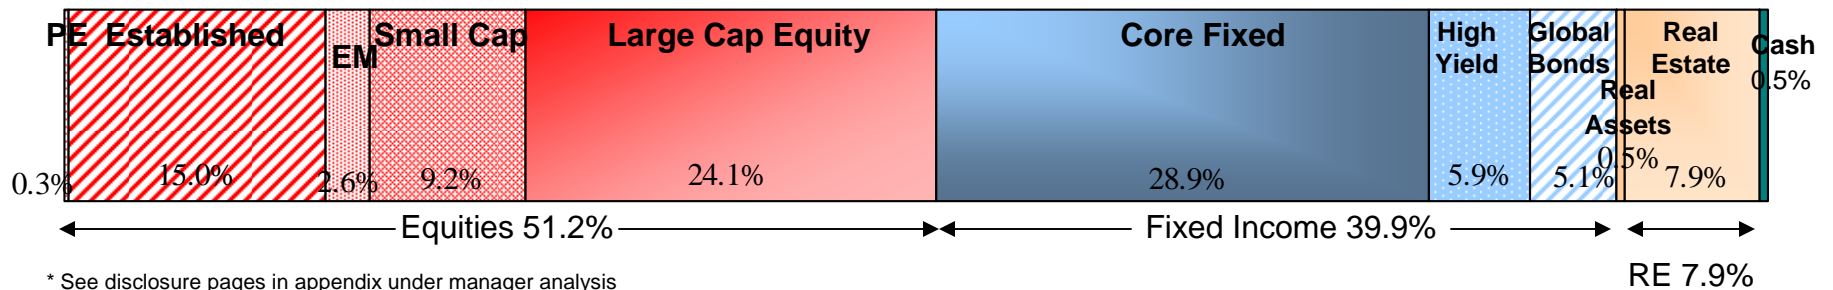 PE Established EM Small Cap Large Cap Equity Core Fixed High Yield Global Bonds Real Estate Cash
0.5%
Real Assets
0.5%
0.3% 15.0% 2.6% 9.2% 24.1% 28.9% 5.9% 5.1% 7.9%
Equities 51.2% Fixed Income 39.9%
RE 7.9%
* See disclosure pages in appendix under manager analysis